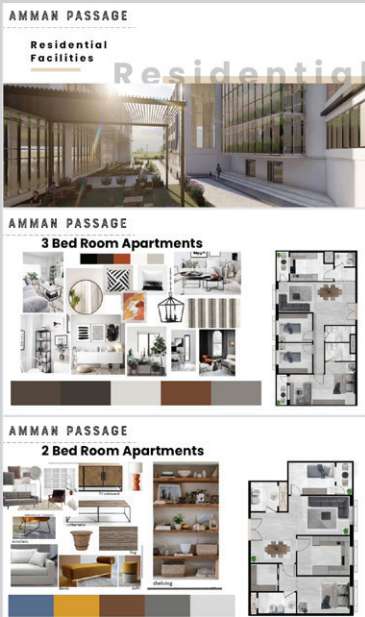 AMMAN PASSAGE
Residential
Facilities
Residential
AMMAN PASSAGE
3 Bed Room Apartments
AMMAN PASSAGE
2 Bed Room Apartments
shelving